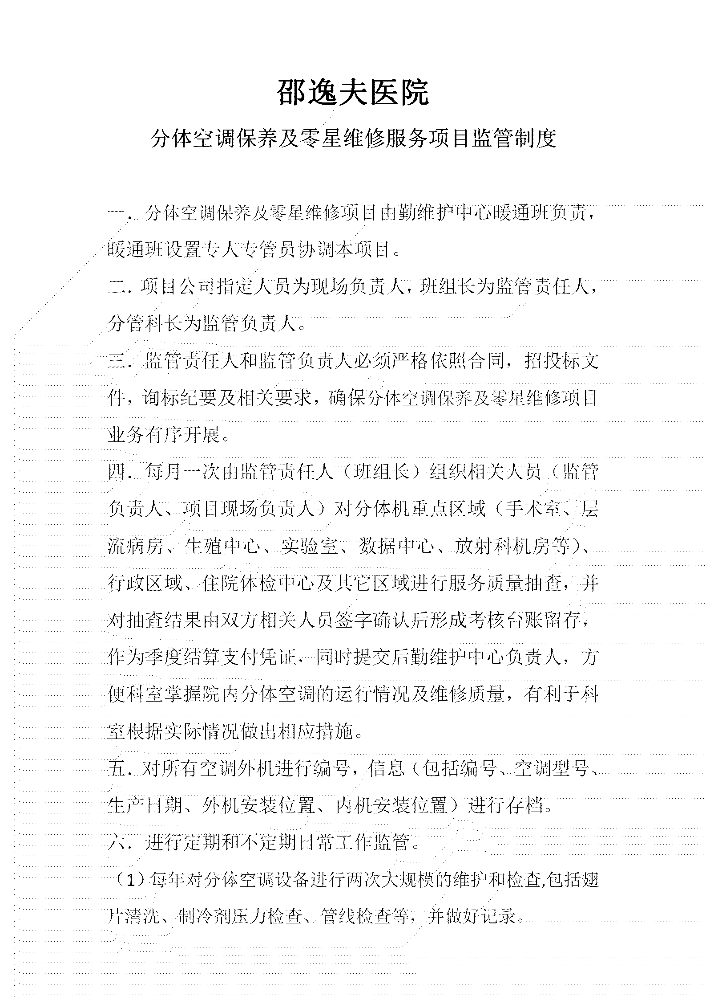 邵逸夫医院
分体空调保养及零星维修服务项目监管制度
一．分体空调保养及零星维修项目由勤维护中心暖通班负责，
暖通班设置专人专管员协调本项目。
二．项目公司指定人员为现场负责人，班组长为监管责任人，
分管科长为监管负责人。
三．监管责任人和监管负责人必须严格依照合同，招投标文
件，询标纪要及相关要求，确保分体空调保养及零星维修项目
业务有序开展。
四．每月一次由监管责任人（班组长）组织相关人员（监管
负责人、项目现场负责人）对分体机重点区域（手术室、层
流病房、生殖中心、实验室、数据中心、放射科机房等）、
行政区域、住院体检中心及其它区域进行服务质量抽查，并
对抽查结果由双方相关人员签字确认后形成考核台账留存，
作为季度结算支付凭证，同时提交后勤维护中心负责人，方
便科室掌握院内分体空调的运行情况及维修质量，有利于科
室根据实际情况做出相应措施。
五．对所有空调外机进行编号，信息（包括编号、空调型号、
生产日期、外机安装位置、内机安装位置）进行存档。
六．进行定期和不定期日常工作监管。
（1）每年对分体空调设备进行两次大规模的维护和检查,包括翅
片清洗、制冷剂压力检查、管线检查等，并做好记录。